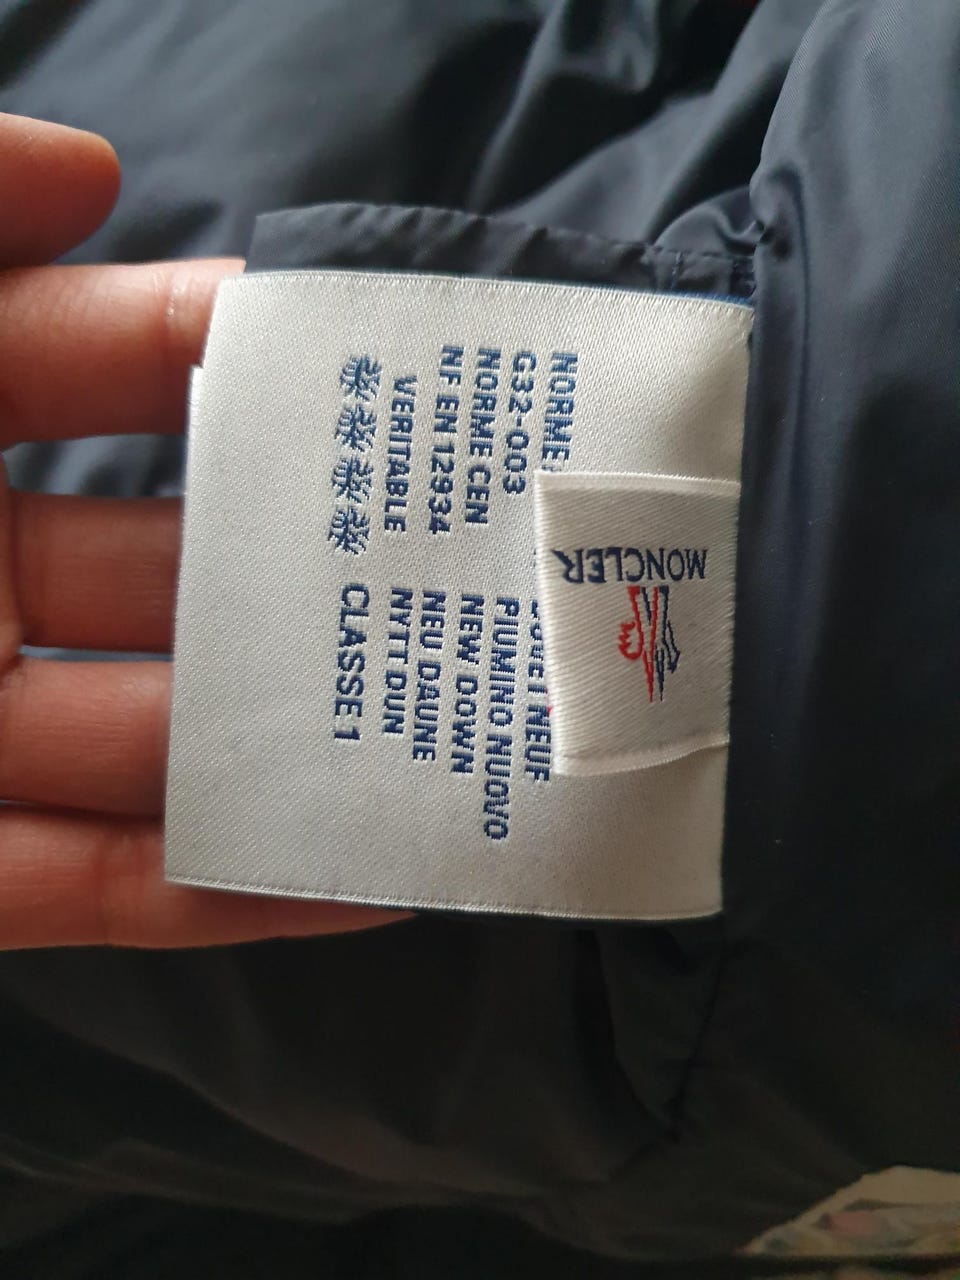 NORME
G32-003
NORME CEN
NF EN 12934
VERITABLE
NEUF
PIUMINO NUOVO
NEW DOWN
NEU DAUNE
NYTT DUN
CLASSE 1
MONCLER